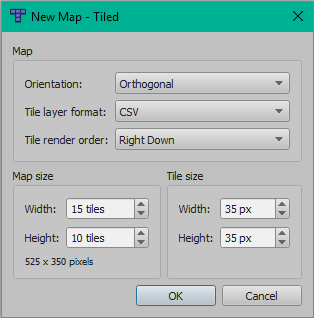 New Map - Tiled
Map
Orientation: Orthogonal
Tile layer format: CSV
Tile render order: Right Down
Map size
Width: 15 tiles
Height: 10 tiles
525 x 350 pixels
Tile size
Width: 35 px
Height: 35 px
OK Cancel